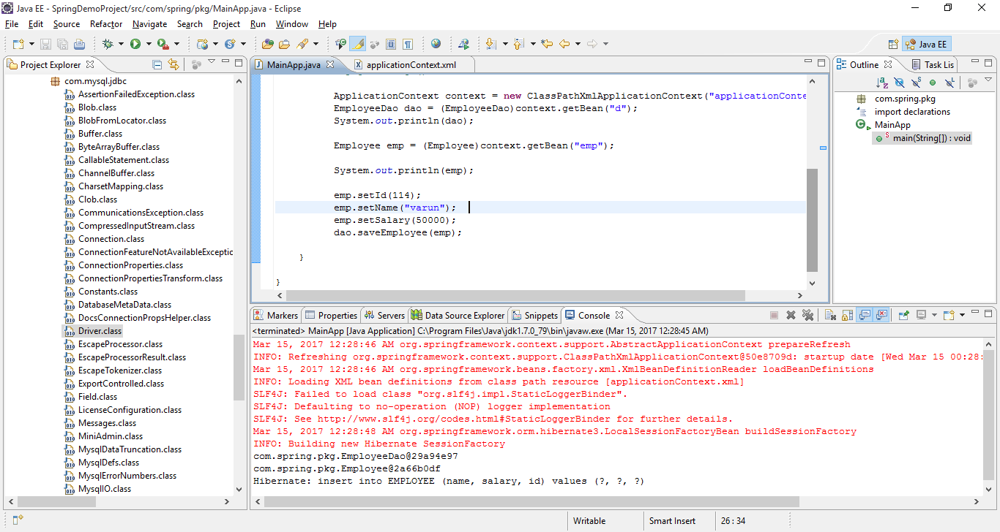 Java EE - SpringDemoProject/src/com/spring/pkg/MainApp.java - Eclipse
File Edit Source Refactor Navigate Search Project Run Window Help
Java EE
Project Explorer
com.mysql.jdbc
AssertionFailedException.class
Blob.class
BlobFromLocator.class
Buffer.class
ByteArrayBuffer.class
CallableStatement.class
ChannelBuffer.class
CharsetMapping.class
Clob.class
CommunicationsException.class
CompressedInputStream.class
Connection.class
ConnectionFeatureNotAvailableExceptic
ConnectionProperties.class
ConnectionPropertiesTransform.class
Constants.class
DatabaseMetaData.class
DocsConnectionPropsHelper.class
Driver.class
EscapeProcessor.class
EscapeProcessorResult.class
EscapeTokenizer.class
ExportControlled.class
Field.class
LicenseConfiguration.class
Messages.class
MiniAdmin.class
MysqlDataTruncation.class
MysqlDefs.class
MysqlErrorNumbers.class
MysqlIO.class
MainApp.java applicationContext.xml
ApplicationContext context = new ClassPathXmlApplicationContext("applicationConte
EmployeeDao dao = (EmployeeDao)context.getBean("d");
System.out.println(dao);
Employee emp = (Employee)context.getBean("emp");
System.out.println(emp);
emp.setId(114);
emp.setName("varun");
emp.setSalary(50000);
dao.saveEmployee(emp);
}
}
Outline Task Lis
com.spring.pkg
import declarations
MainApp
main(String[]) : void
Markers Properties Servers Data Source Explorer Snippets Console
<terminated> MainApp [Java Application] C:\Program Files\Java\jdk1.7.0_79\bin\javaw.exe (Mar 15, 2017 12:28:45 AM)
Mar 15, 2017 12:28:46 AM org.springframework.context.support.AbstractApplicationContext prepareRefresh
INFO: Refreshing org.springframework.context.support.ClassPathXmlApplicationContext@50e8709d: startup date [Wed Mar 15 00:28:
Mar 15, 2017 12:28:46 AM org.springframework.beans.factory.xml.XmlBeanDefinitionReader loadBeanDefinitions
INFO: Loading XML bean definitions from class path resource [applicationContext.xml]
SLF4J: Failed to load class "org.slf4j.impl.StaticLoggerBinder".
SLF4J: Defaulting to no-operation (NOP) logger implementation
SLF4J: See http://www.slf4j.org/codes.html#StaticLoggerBinder for further details.
Mar 15, 2017 12:28:48 AM org.springframework.orm.hibernate3.LocalSessionFactoryBean buildSessionFactory
INFO: Building new Hibernate SessionFactory
com.spring.pkg.EmployeeDao@29a94e97
com.spring.pkg.Employee@2a66b0df
Hibernate: insert into EMPLOYEE (name, salary, id) values (?, ?, ?)
Writable Smart Insert 26 : 34